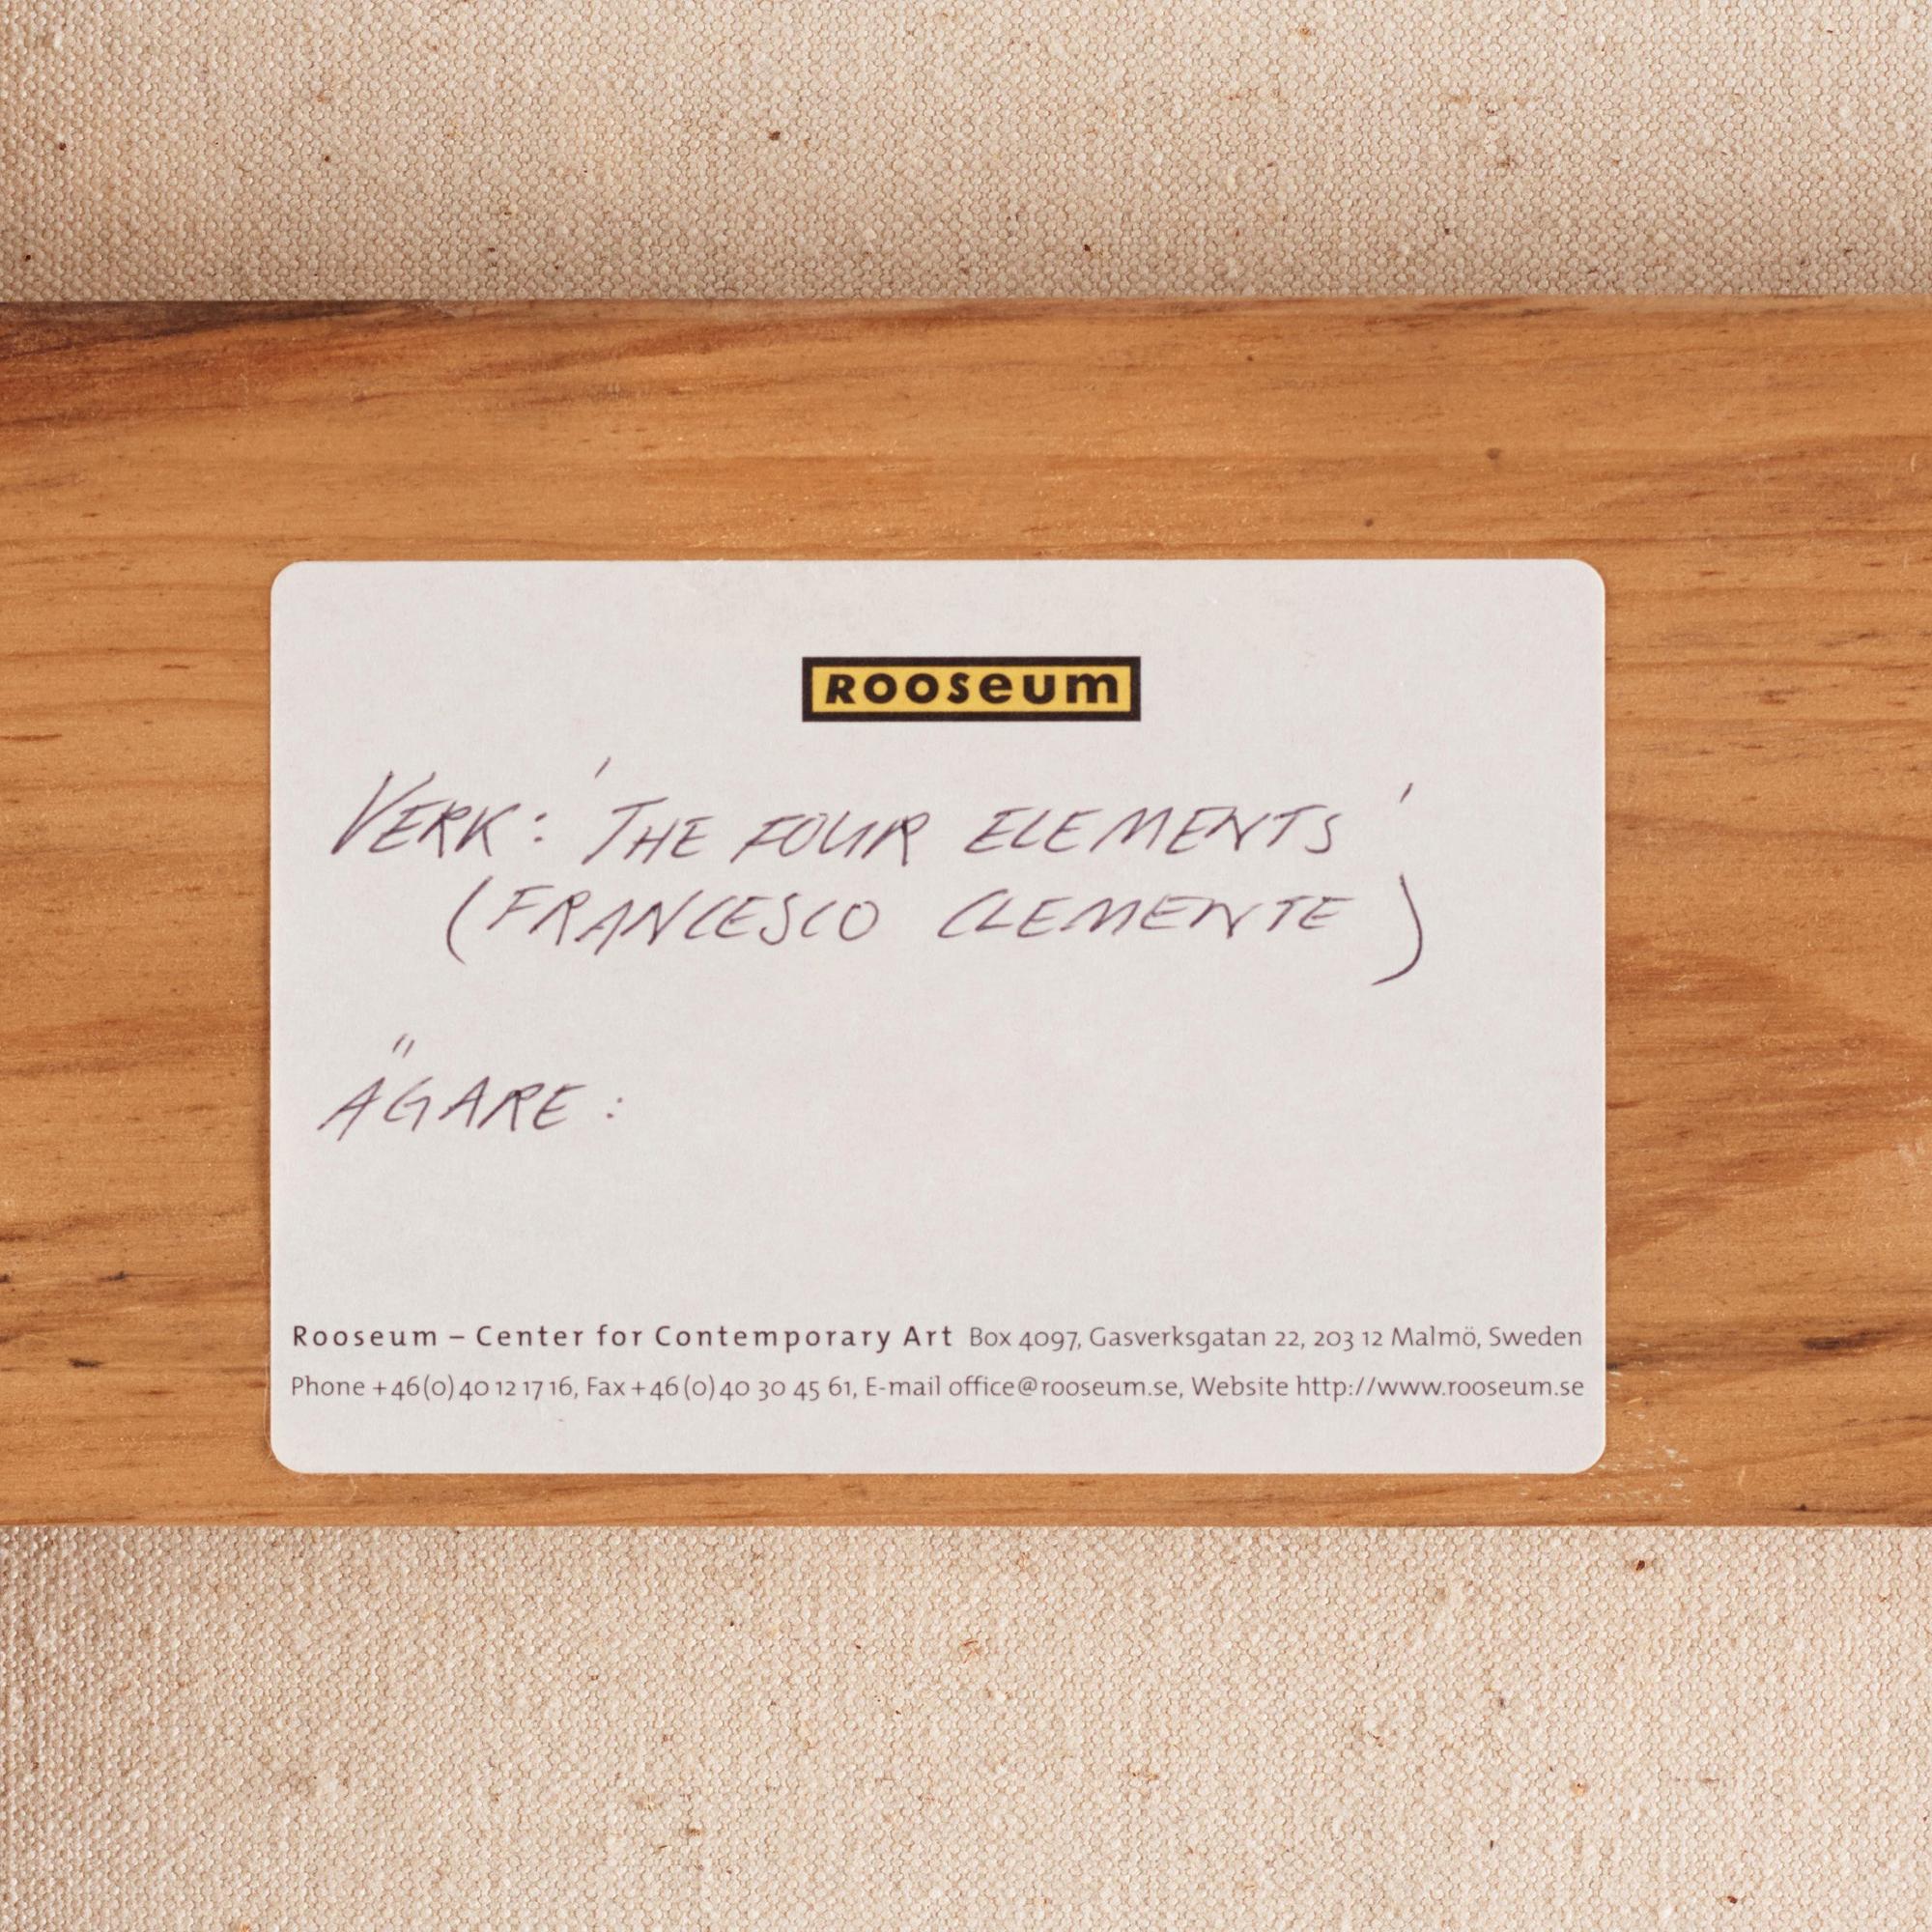 Rooseum
VERK: 'THE FOUR ELEMENTS'
(FRANCESCO CLEMENTE)
ÄGARE:
Rooseum – Center for Contemporary Art Box 4097, Gasverksgatan 22, 203 12 Malmö, Sweden
Phone +46(0)40 12 17 16, Fax +46(0)40 30 45 61, E-mail office@rooseum.se, Website http://www.rooseum.se